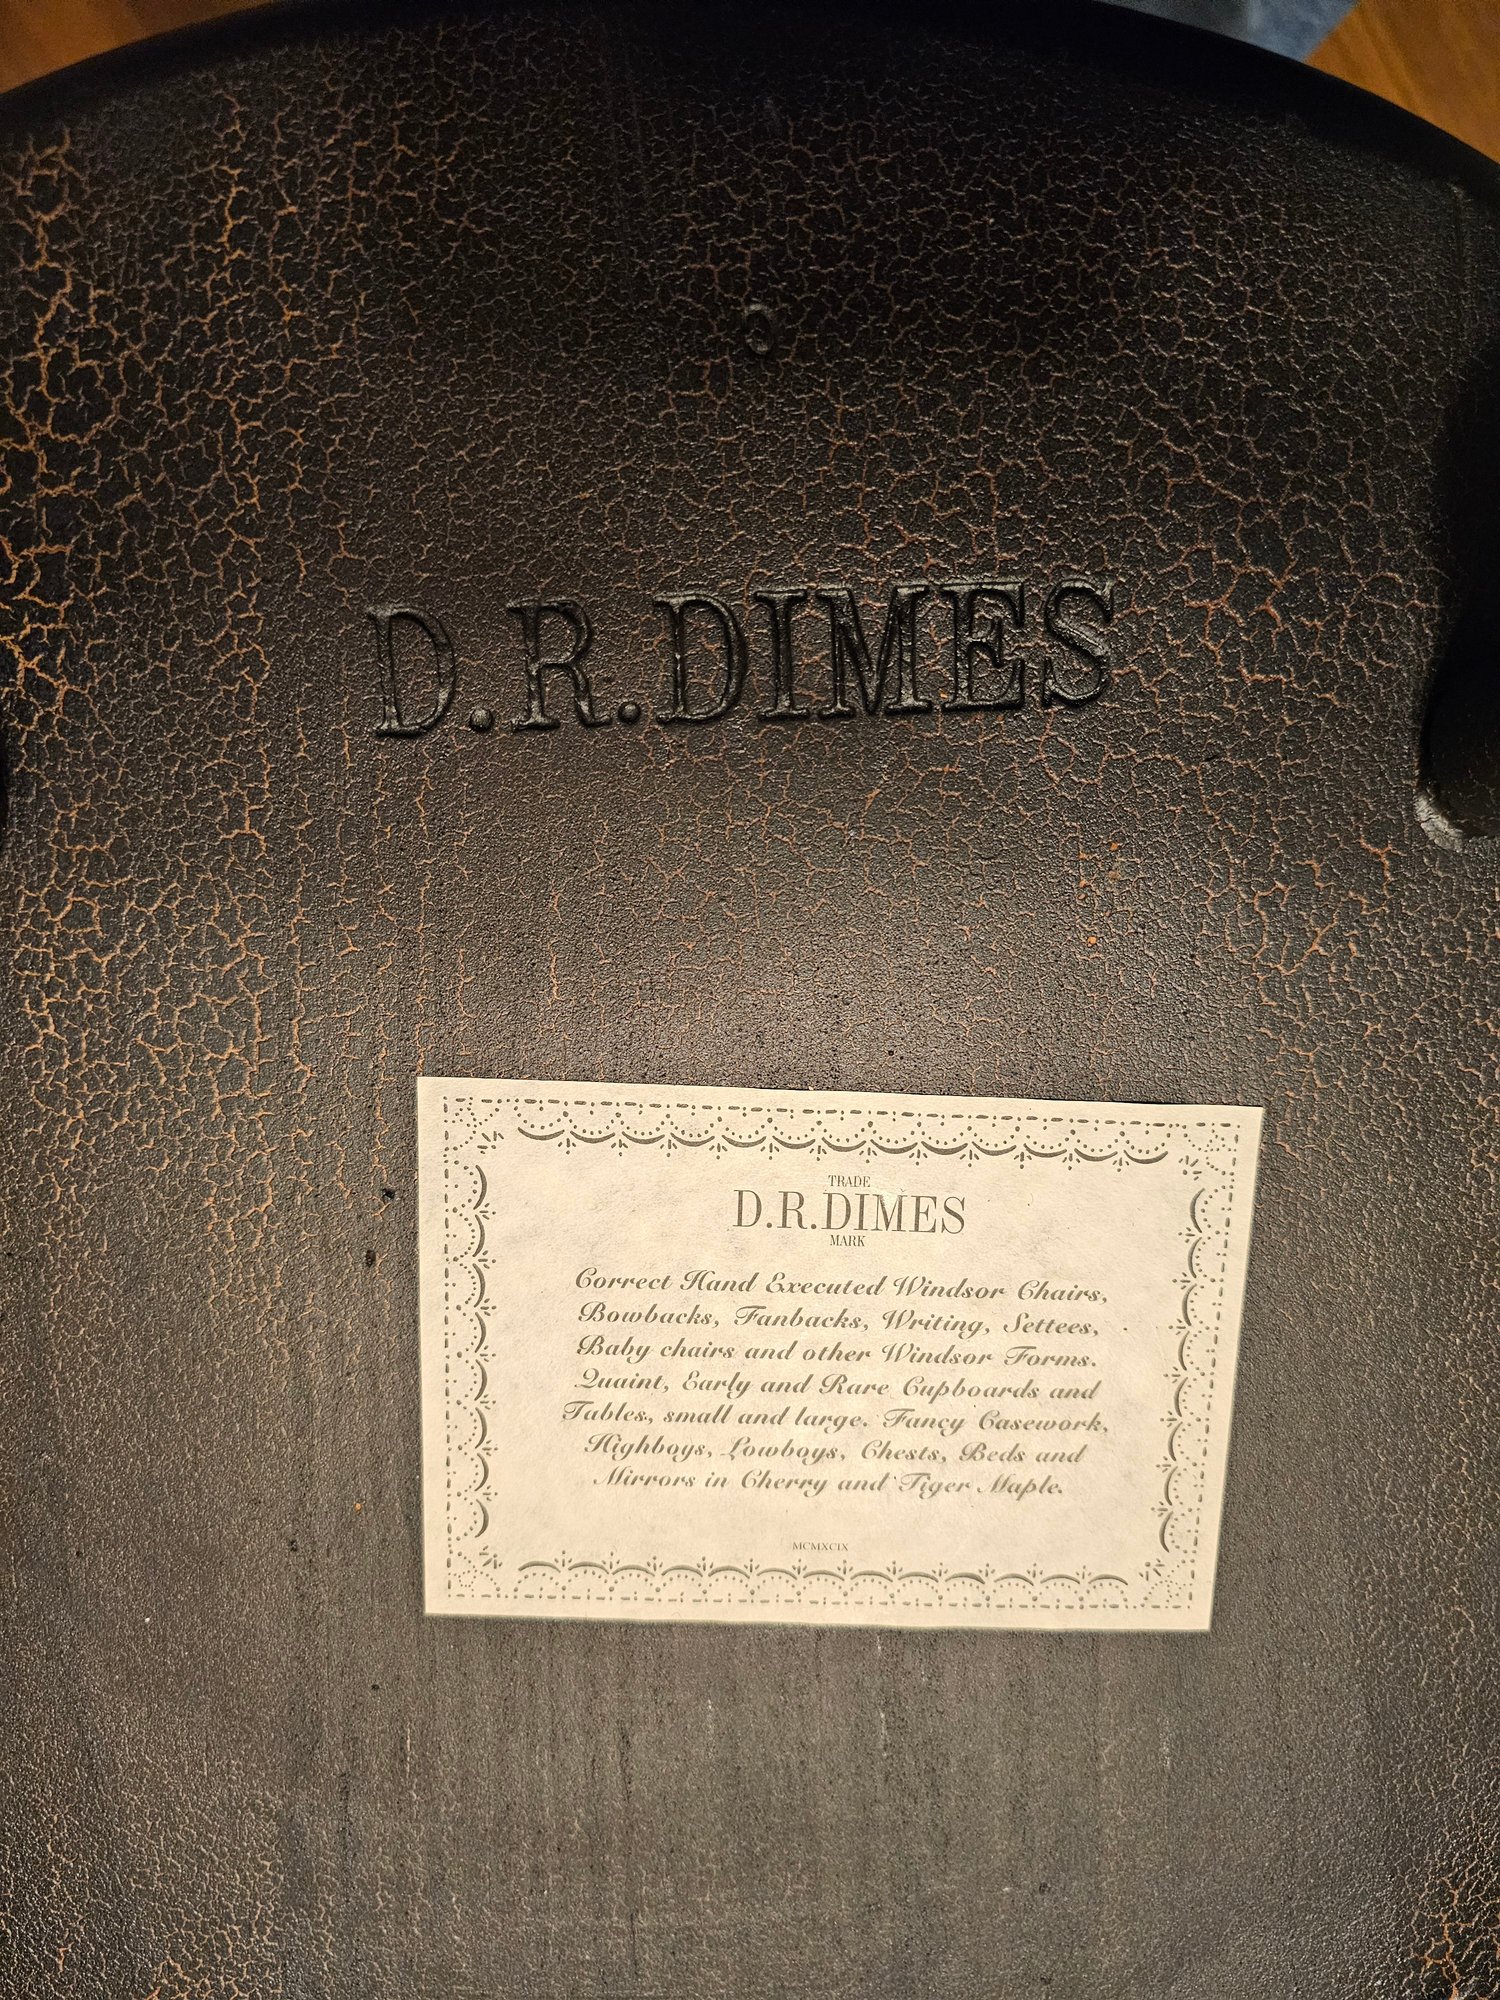 D.R.DIMES
TRADE
D.R.DIMES
MARK
Correct Hand Executed Windsor Chairs,
Bowbacks, Fanbacks, Writing, Settees,
Baby chairs and other Windsor Forms.
Quaint, Early and Rare Cupboards and
Tables, small and large. Fancy Casework,
Highboys, Lowboys, Chests, Beds and
Mirrors in Cherry and Tiger Maple.
MCMXCIX